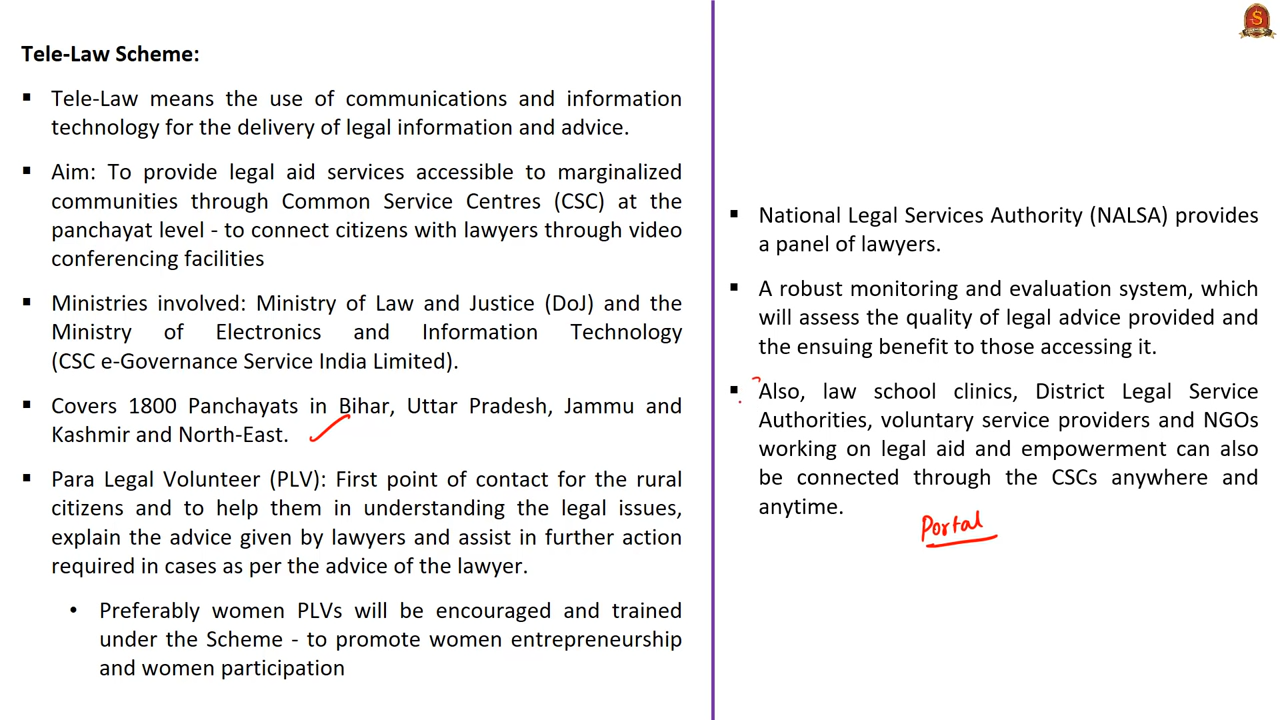 Tele-Law Scheme:
▪ Tele-Law means the use of communications and information
technology for the delivery of legal information and advice.
▪ Aim: To provide legal aid services accessible to marginalized
communities through Common Service Centres (CSC) at the
panchayat level - to connect citizens with lawyers through video
conferencing facilities
▪ Ministries involved: Ministry of Law and Justice (DoJ) and the
Ministry of Electronics and Information Technology
(CSC e-Governance Service India Limited).
▪ Covers 1800 Panchayats in Bihar, Uttar Pradesh, Jammu and
Kashmir and North-East.
▪ Para Legal Volunteer (PLV): First point of contact for the rural
citizens and to help them in understanding the legal issues,
explain the advice given by lawyers and assist in further action
required in cases as per the advice of the lawyer.
• Preferably women PLVs will be encouraged and trained
under the Scheme - to promote women entrepreneurship
and women participation
▪ National Legal Services Authority (NALSA) provides
a panel of lawyers.
▪ A robust monitoring and evaluation system, which
will assess the quality of legal advice provided and
the ensuing benefit to those accessing it.
▪ Also, law school clinics, District Legal Service
Authorities, voluntary service providers and NGOs
working on legal aid and empowerment can also
be connected through the CSCs anywhere and
anytime.
Portal